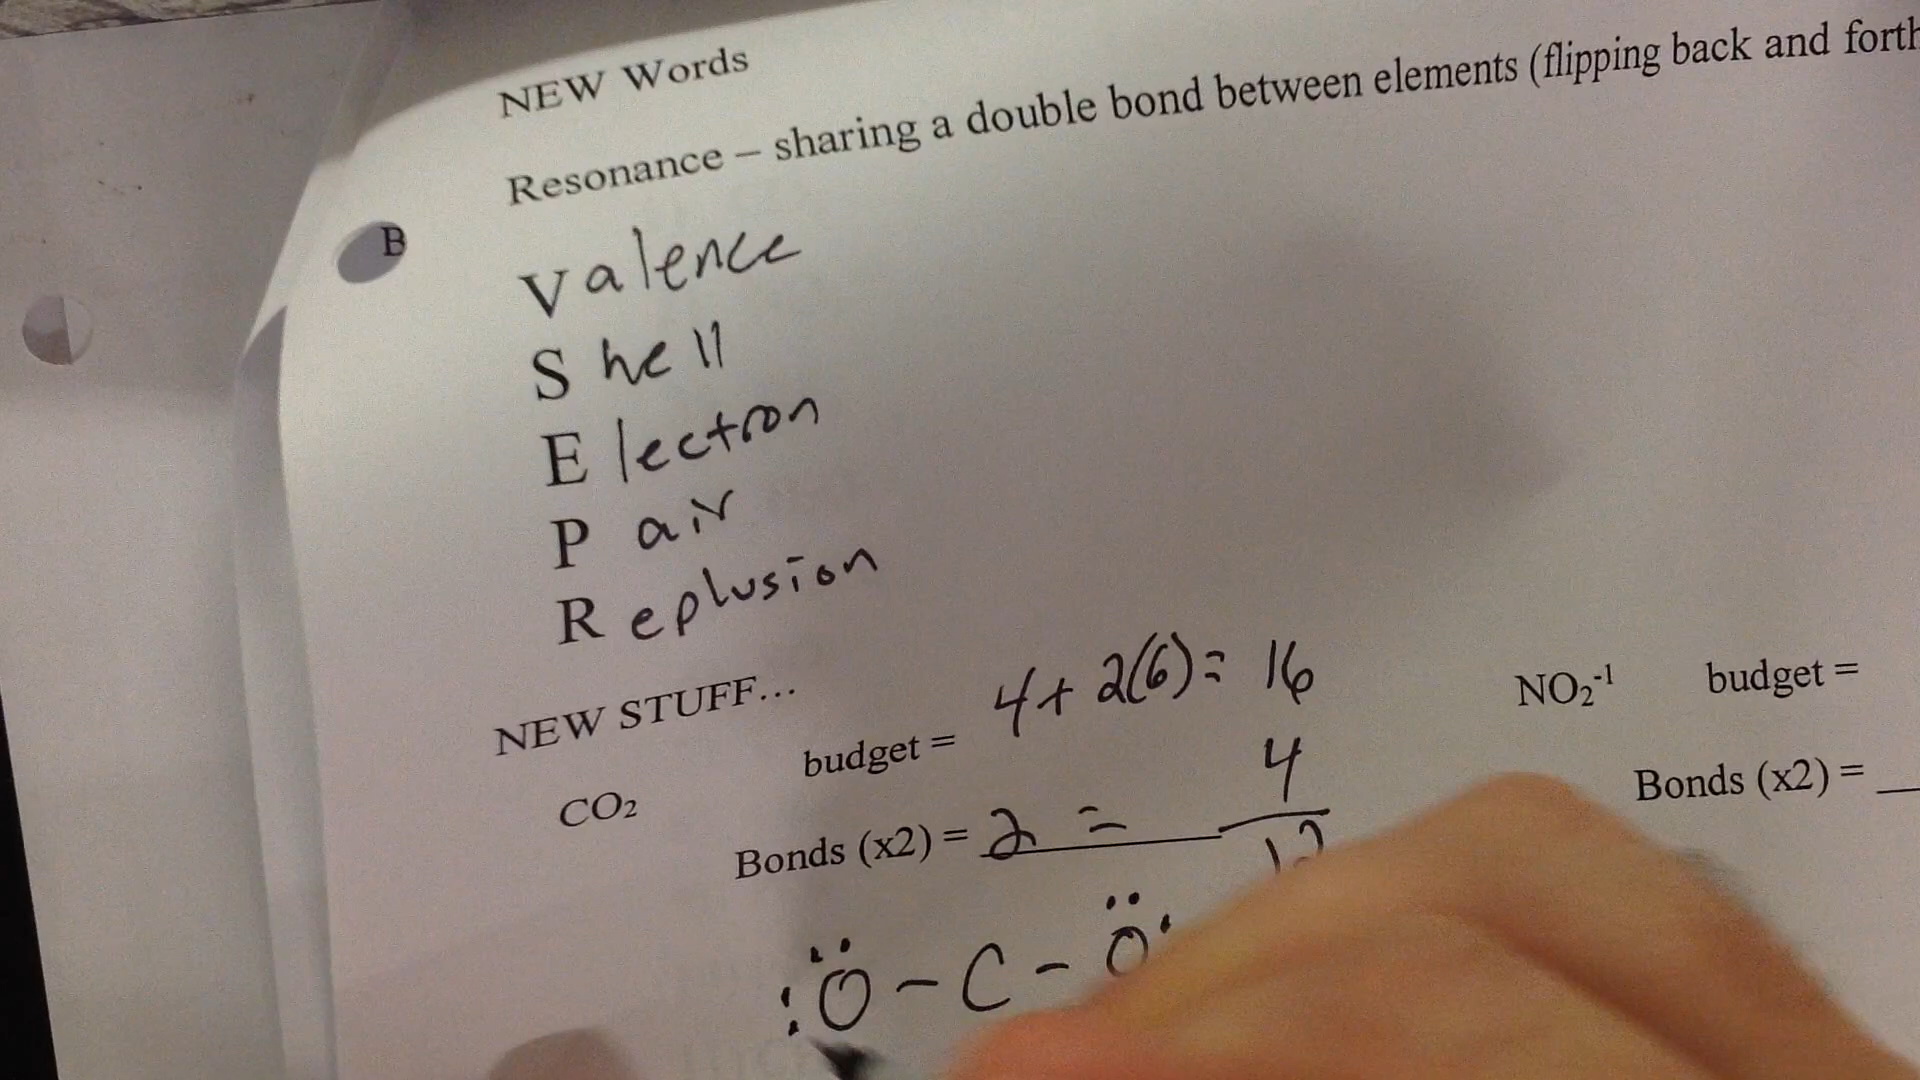 NEW Words
Resonance – sharing a double bond between elements (flipping back and forth
B
Valence
Shell
Electron
Pair
Replusion
NEW STUFF...
CO₂ budget = 4 + 2(6) = 16
Bonds (x2) = 2 = 4
:Ö – C – Ö:
NO₂⁻¹ budget =
Bonds (x2) = __